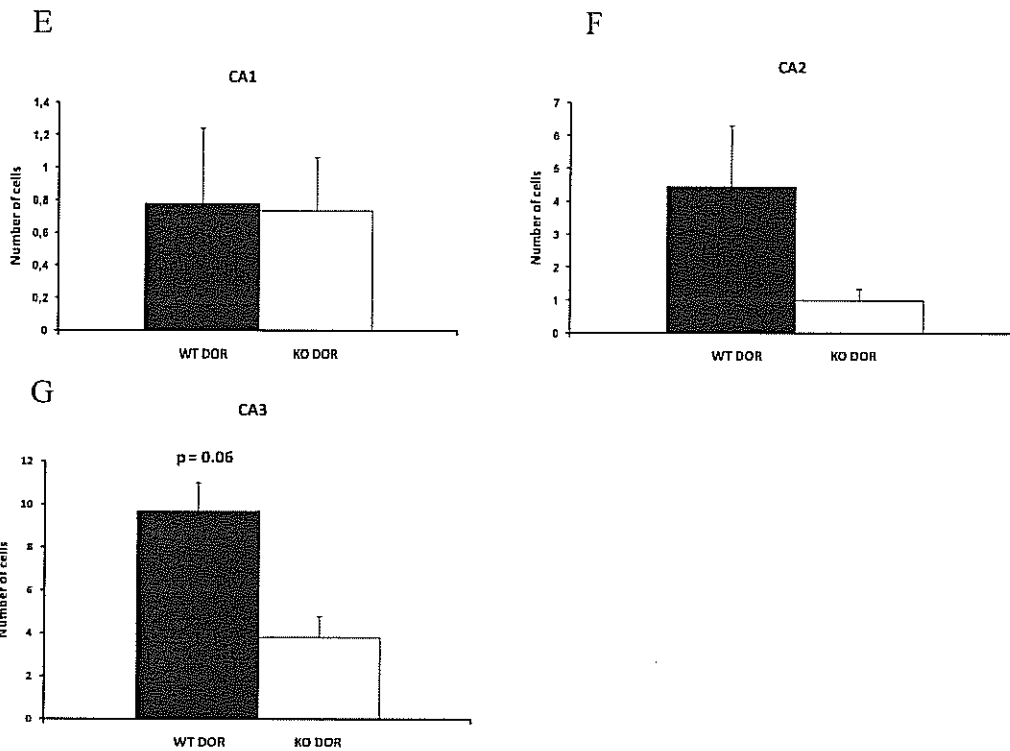 E
CA1
1,4
1,2
1
0,8
0,6
0,4
0,2
0
Number of cells
WT DOR KO DOR
F
CA2
7
6
5
4
3
2
1
0
Number of cells
WT DOR KO DOR
G
CA3
p = 0.06
12
10
8
6
4
2
0
Number of cells
WT DOR KO DOR